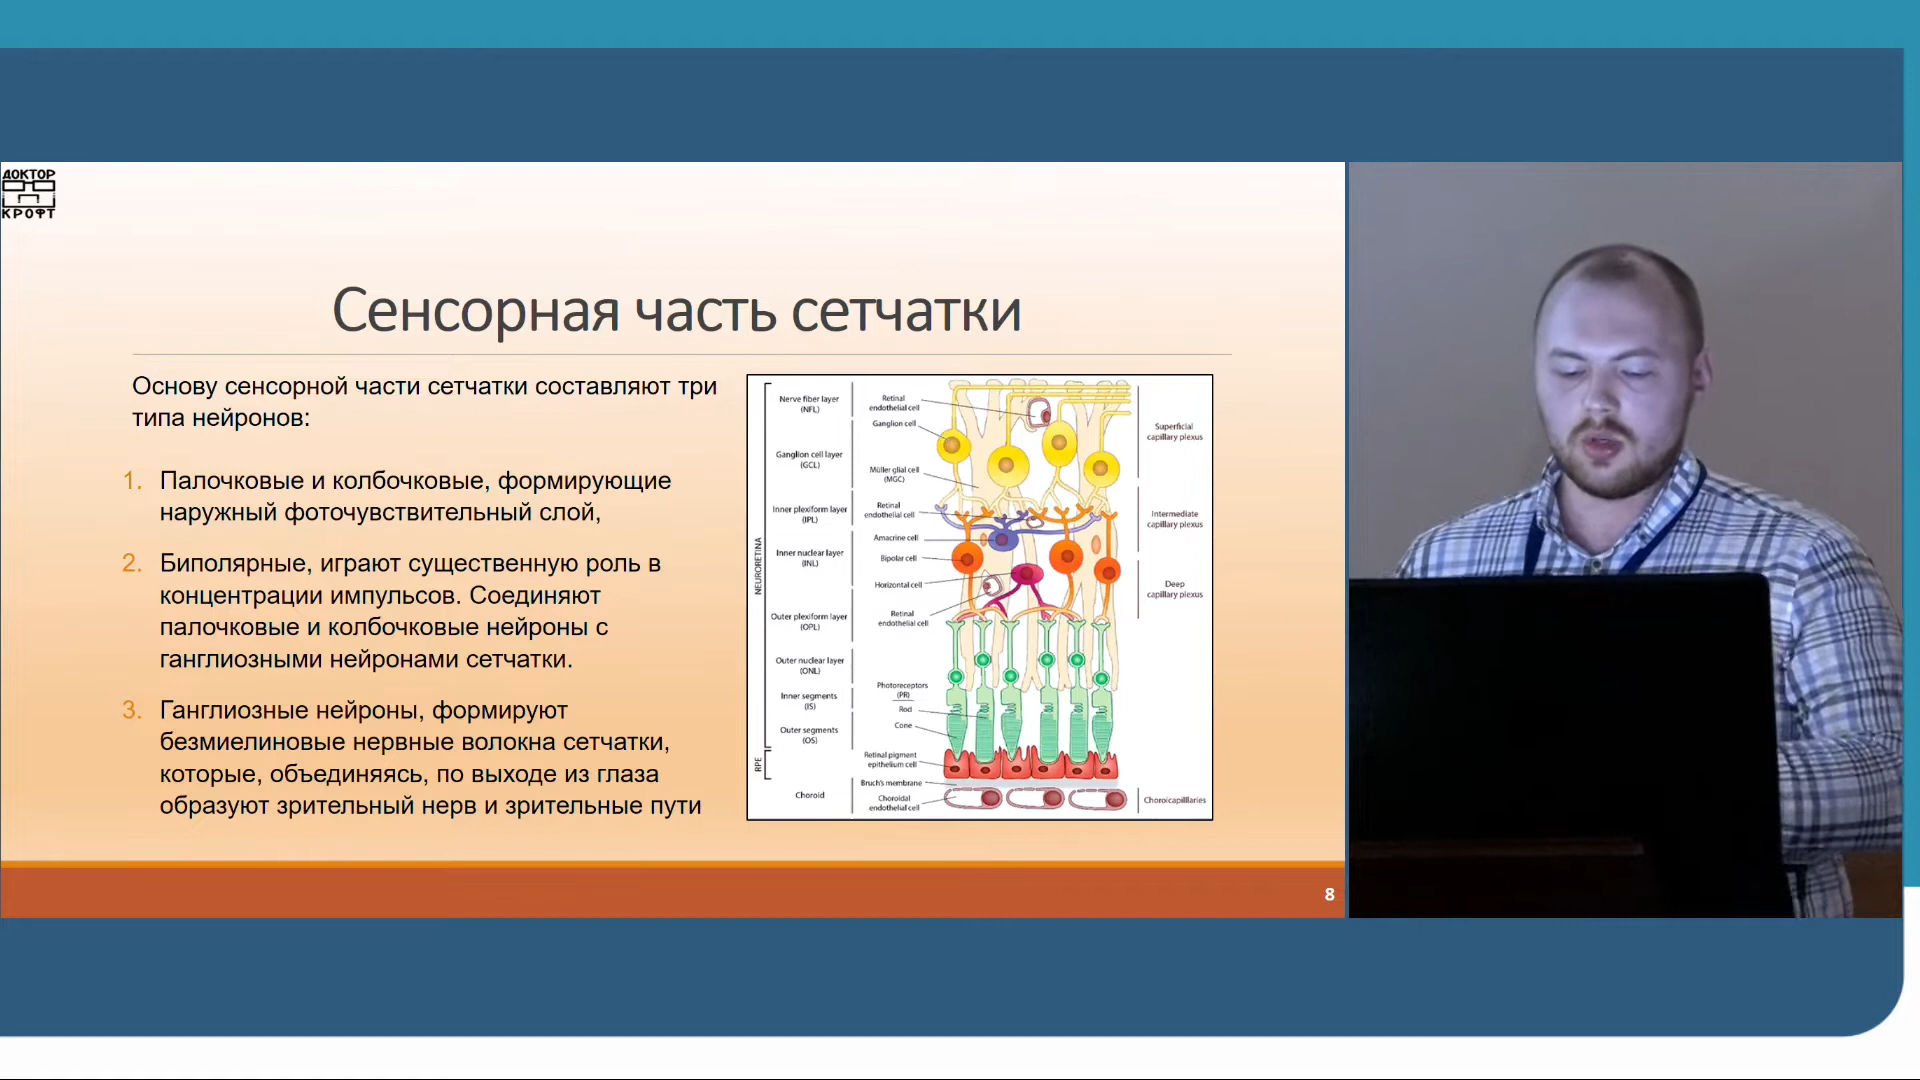 ДОКТОР
КРОФТ
Сенсорная часть сетчатки
Основу сенсорной части сетчатки составляют три
типа нейронов:
1. Палочковые и колбочковые, формирующие
наружный фоточувствительный слой,
2. Биполярные, играют существенную роль в
концентрации импульсов. Соединяют
палочковые и колбочковые нейроны с
ганглиозными нейронами сетчатки.
3. Ганглиозные нейроны, формируют
безмиелиновые нервные волокна сетчатки,
которые, объединяясь, по выходе из глаза
образуют зрительный нерв и зрительные пути
NEURORETINA
RPE
Nerve fiber layer
(NFL)
Ganglion cell layer
(GCL)
Inner plexiform layer
(IPL)
Inner nuclear layer
(INL)
Outer plexiform layer
(OPL)
Outer nuclear layer
(ONL)
Inner segments
(IS)
Outer segments
(OS)
Choroid
Retinal
endothelial cell
Ganglion cell
Müller glial cell
(MGC)
Retinal
endothelial cell
Amacrine cell
Bipolar cell
Horizontal cell
Retinal
endothelial cell
Photoreceptors
(PR)
Rod
Cone
Retinal pigment
epithelium cell
Bruch's membrane
Choroidal
endothelial cell
Superficial
capillary plexus
Intermediate
capillary plexus
Deep
capillary plexus
Choroicapilllaries
8